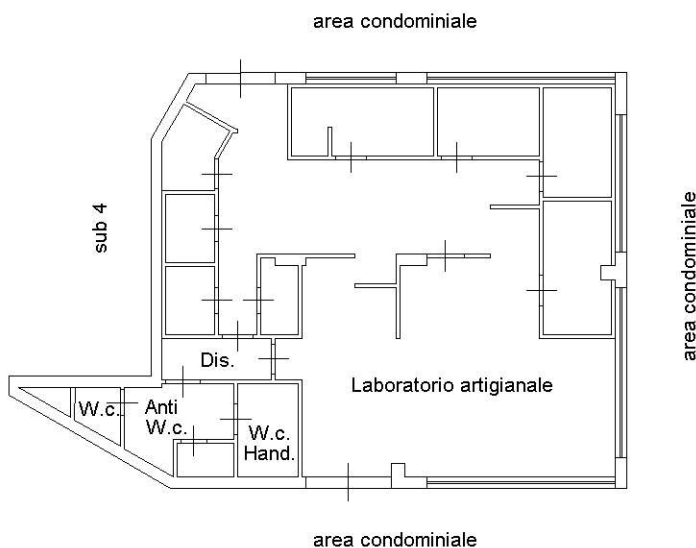 area condominiale
sub 4
area condominiale
Dis.
Laboratorio artigianale
W.c.
Anti
W.c.
W.c.
Hand.
area condominiale